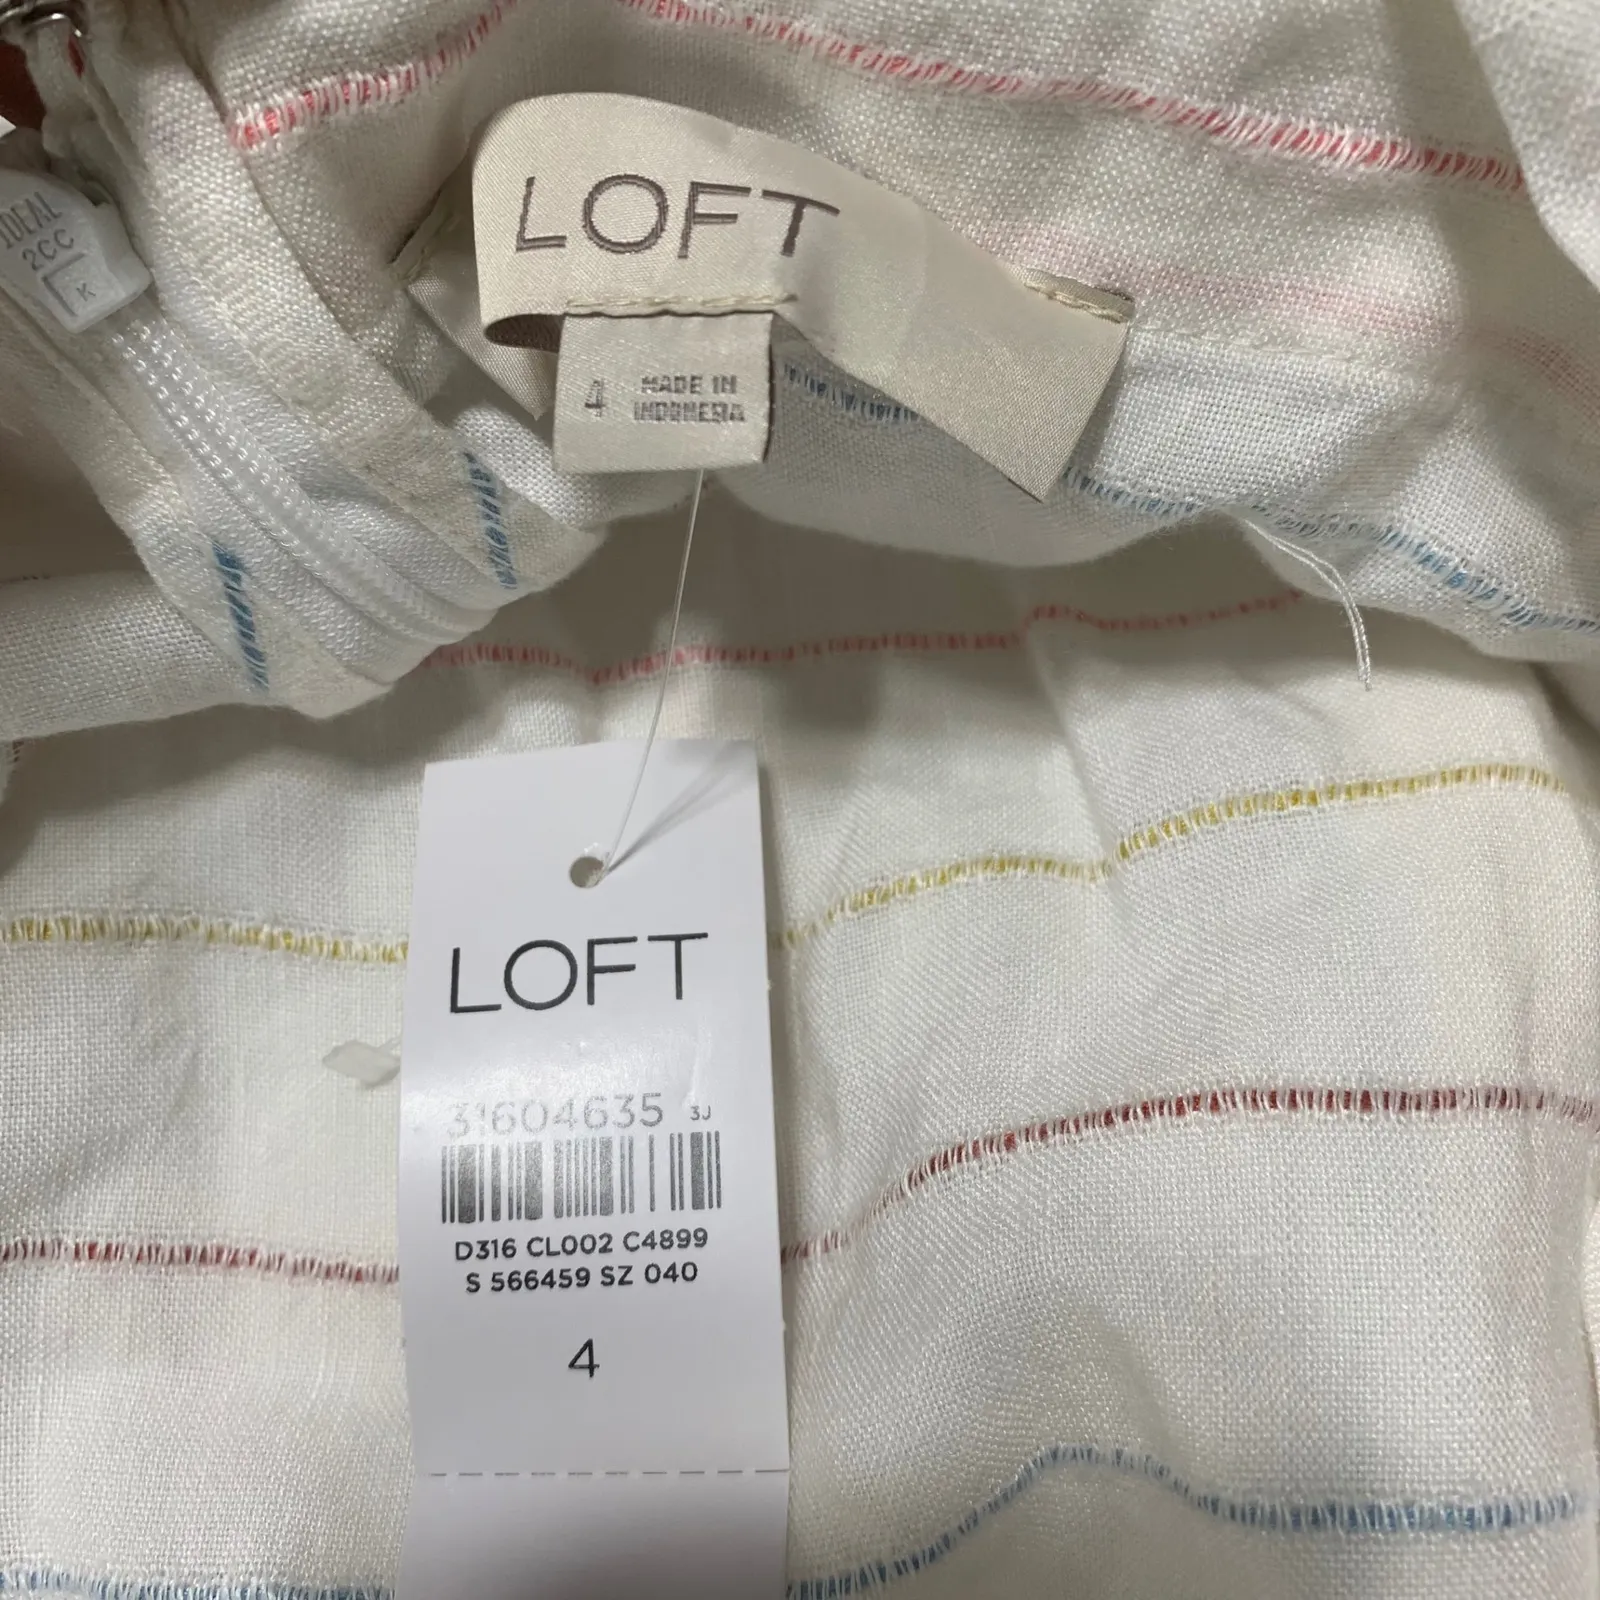 IDEAL
2CC
K
LOFT
4 MADE IN
INDONESIA
LOFT
31604635 3J
D316 CL002 C4899
S 566459 SZ 040
4